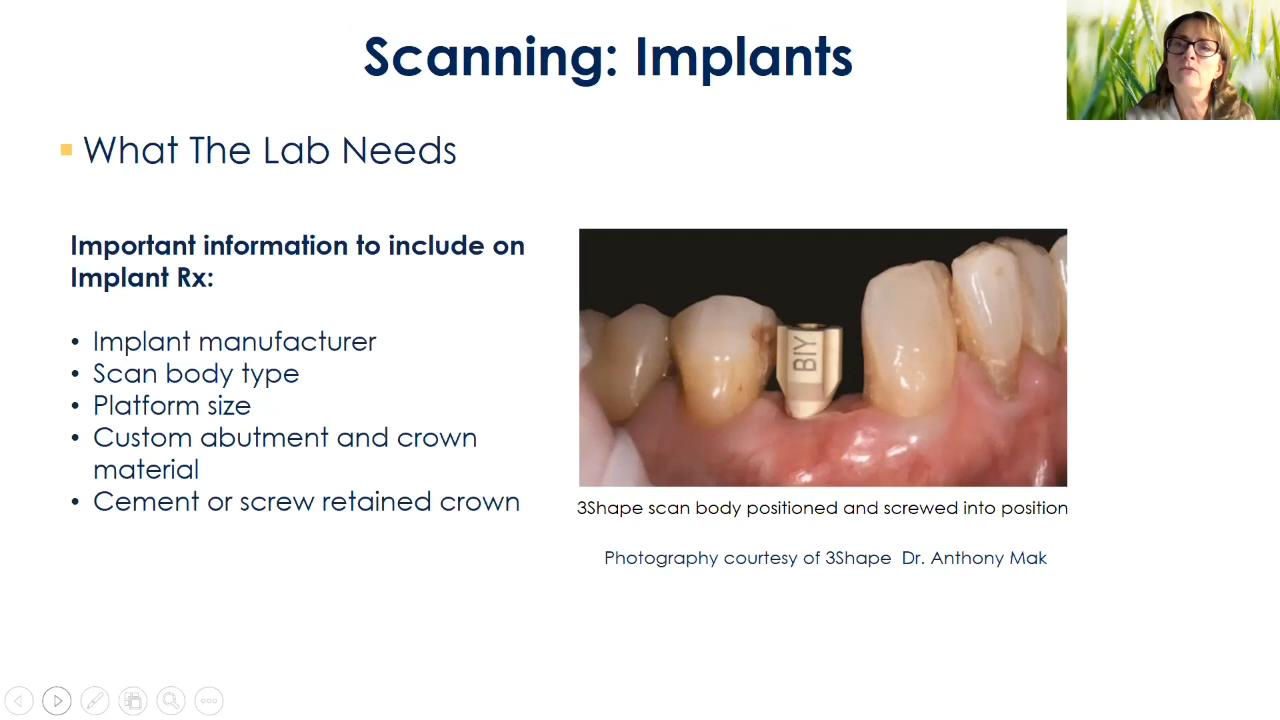 Scanning: Implants
▪ What The Lab Needs
Important information to include on
Implant Rx:
• Implant manufacturer
• Scan body type
• Platform size
• Custom abutment and crown
material
• Cement or screw retained crown
BIY
3Shape scan body positioned and screwed into position
Photography courtesy of 3Shape Dr. Anthony Mak